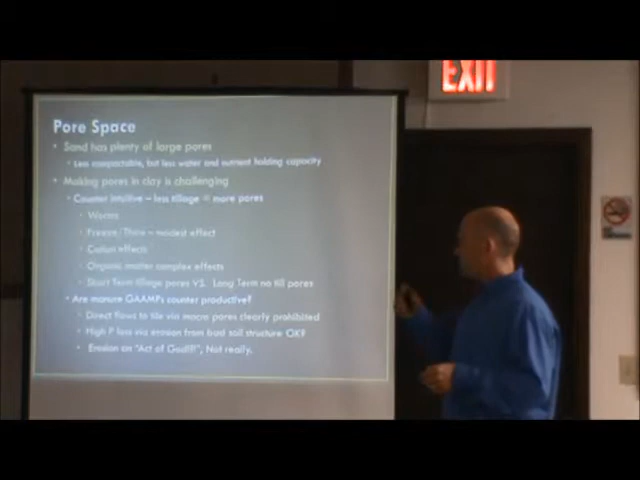 EXIT
Pore Space
• Sand has plenty of large pores
• Less compactable, but less water and nutrient holding capacity
• Making pores in clay is challenging
• Counter intuitive – less tillage = more pores
• Worms
• Freeze/Thaw – modest effect
• Cation effects
• Organic matter complex effects
• Short Term tillage pores VS. Long Term no till pores
• Are manure GAAMPs counter productive?
• Direct flows to tile via macro pores clearly prohibited
• High P loss via erosion from bad soil structure OK?
• Erosion an "Act of God!!!", Not really.